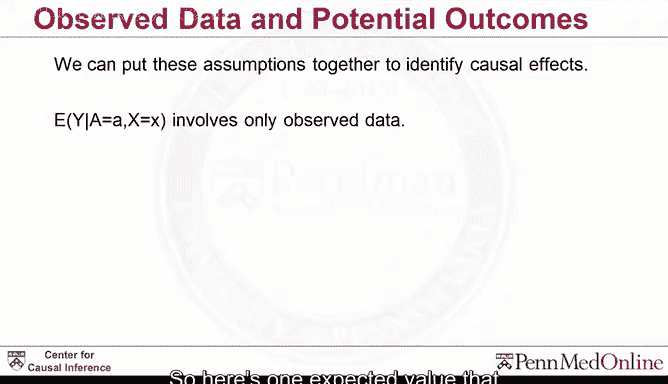 Observed Data and Potential Outcomes
We can put these assumptions together to identify causal effects.
E(Y|A=a,X=x) involves only observed data.
Perelman
Center for
Causal Inference
PennMedOnline
So here's one expected value that